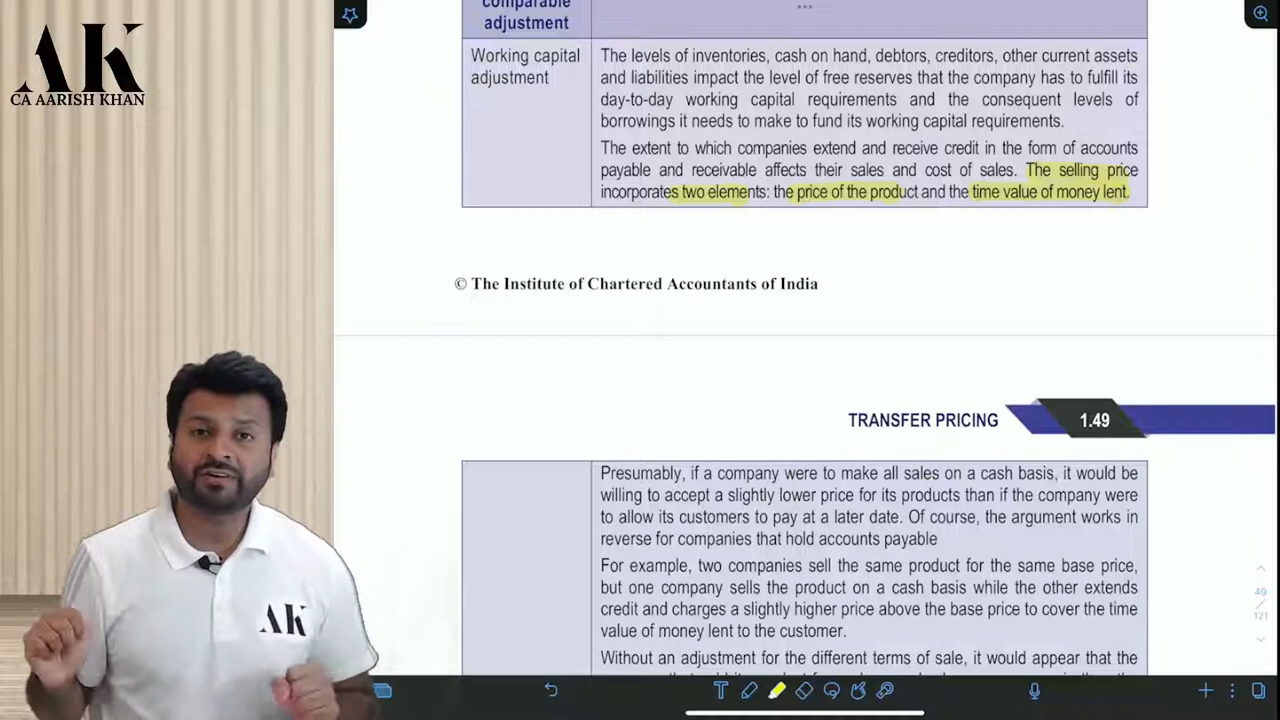 AK
CA AARISH KHAN
comparable
adjustment
Working capital
adjustment
The levels of inventories, cash on hand, debtors, creditors, other current assets
and liabilities impact the level of free reserves that the company has to fulfill its
day-to-day working capital requirements and the consequent levels of
borrowings it needs to make to fund its working capital requirements.
The extent to which companies extend and receive credit in the form of accounts
payable and receivable affects their sales and cost of sales. The selling price
incorporates two elements: the price of the product and the time value of money lent.
© The Institute of Chartered Accountants of India
TRANSFER PRICING 1.49
Presumably, if a company were to make all sales on a cash basis, it would be
willing to accept a slightly lower price for its products than if the company were
to allow its customers to pay at a later date. Of course, the argument works in
reverse for companies that hold accounts payable
For example, two companies sell the same product for the same base price,
but one company sells the product on a cash basis while the other extends
credit and charges a slightly higher price above the base price to cover the time
value of money lent to the customer.
Without an adjustment for the different terms of sale, it would appear that the
AK
49
121